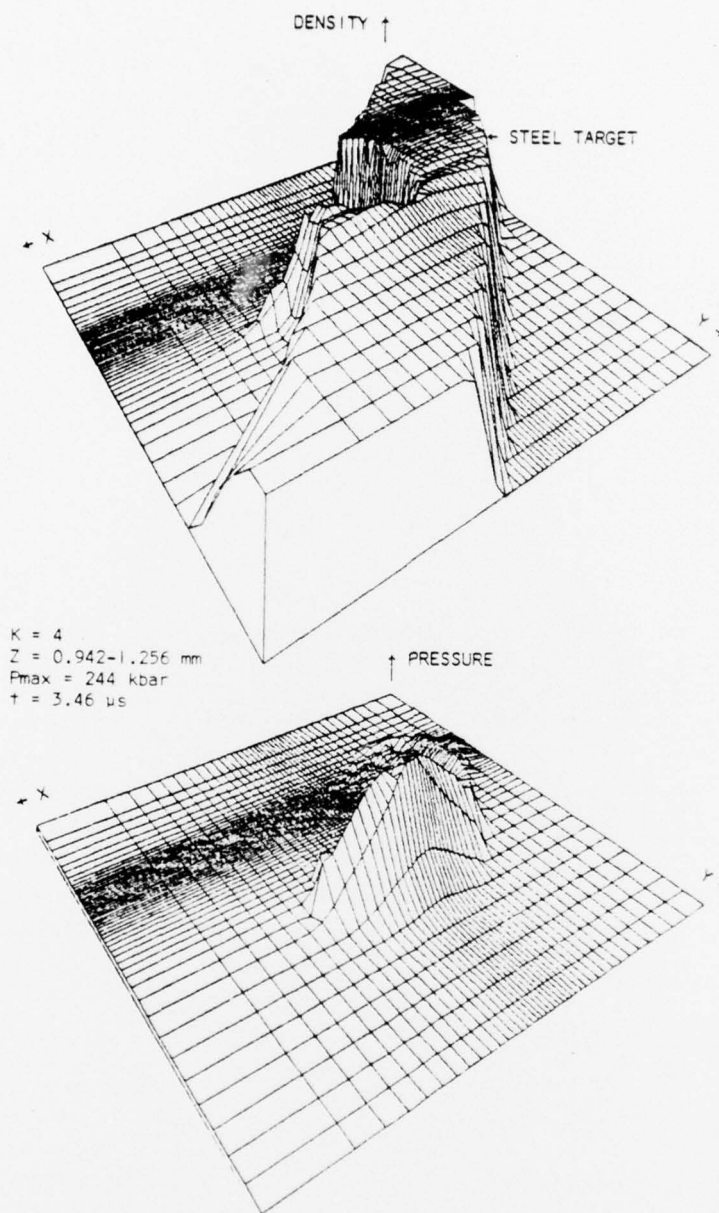 DENSITY ↑
← STEEL TARGET
← X
Y
K = 4
Z = 0.942-1.256 mm
Pmax = 244 kbar
t = 3.46 µs
↑ PRESSURE
← X
Y